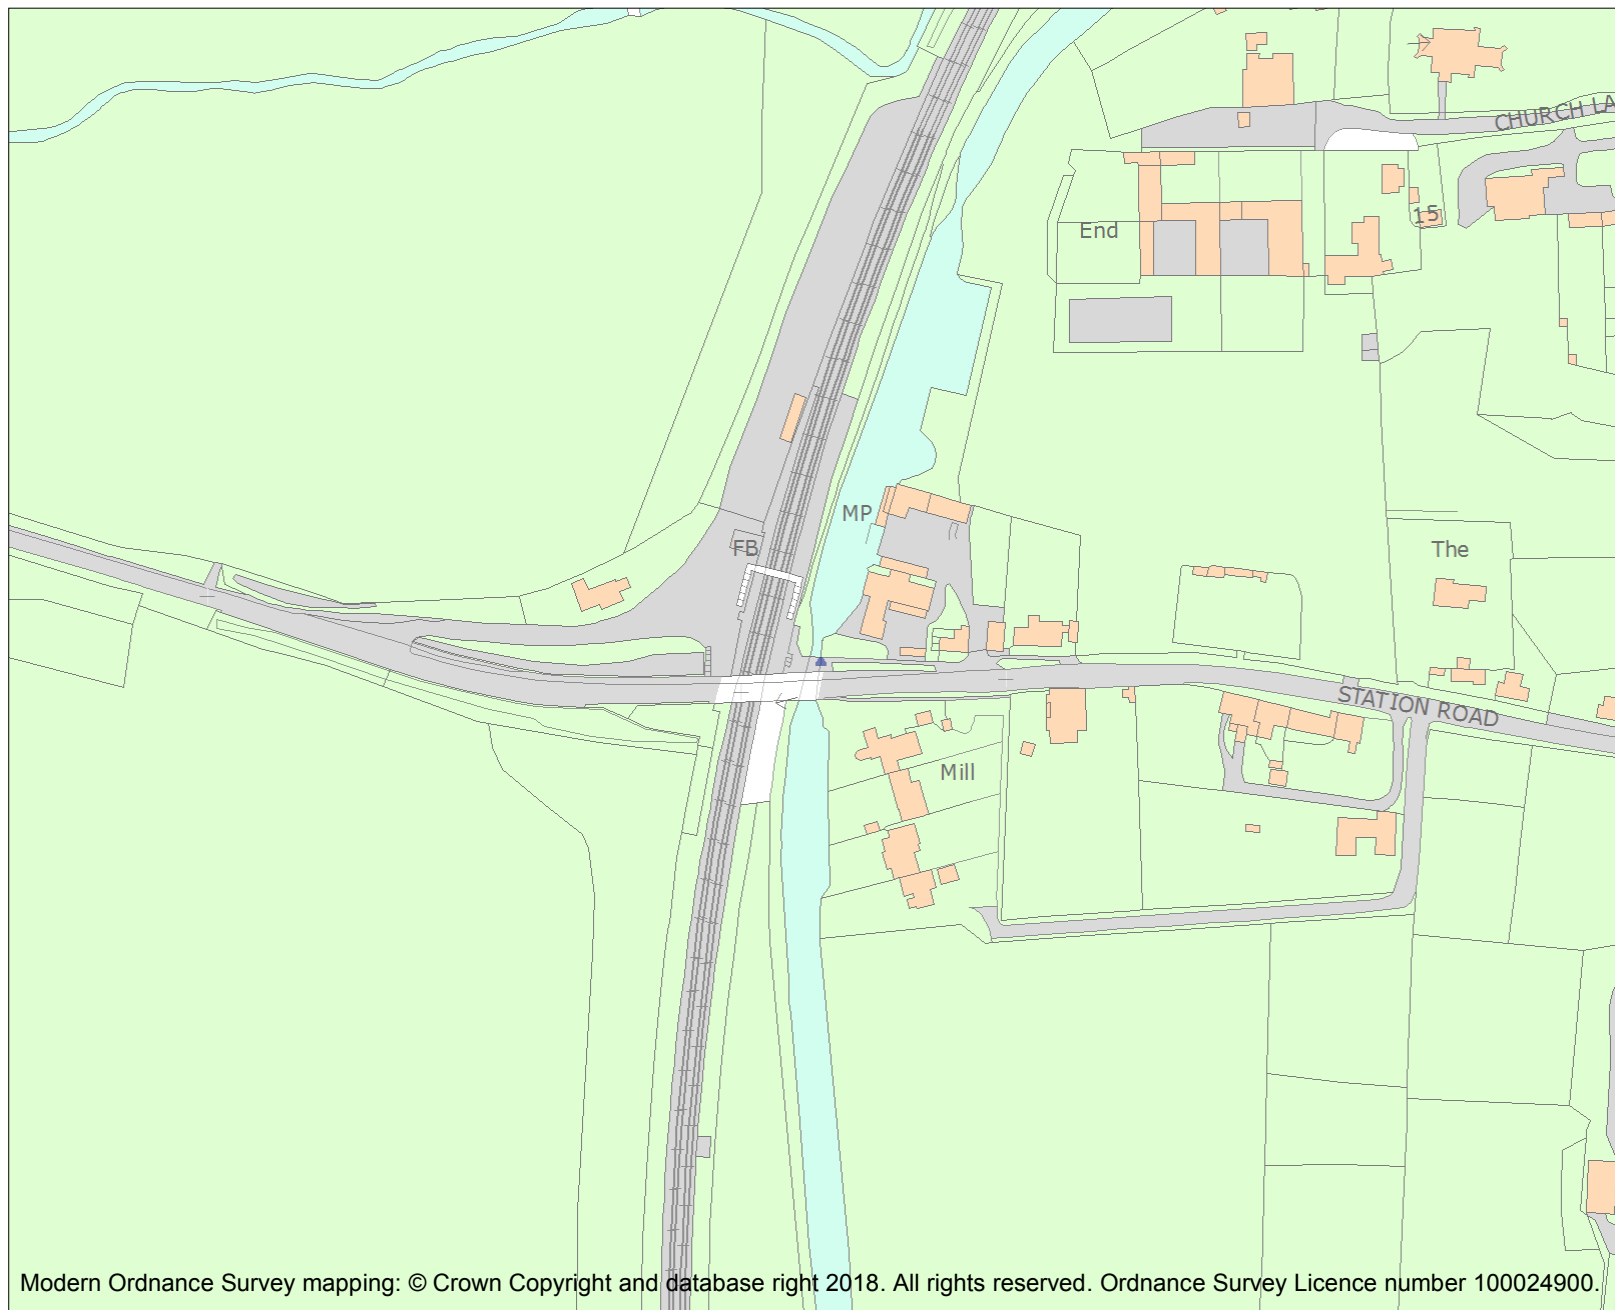 CHURCH LA
15
End
MP
FB
The
STATION ROAD
Mill
Modern Ordnance Survey mapping: © Crown Copyright and database right 2018. All rights reserved. Ordnance Survey Licence number 100024900.